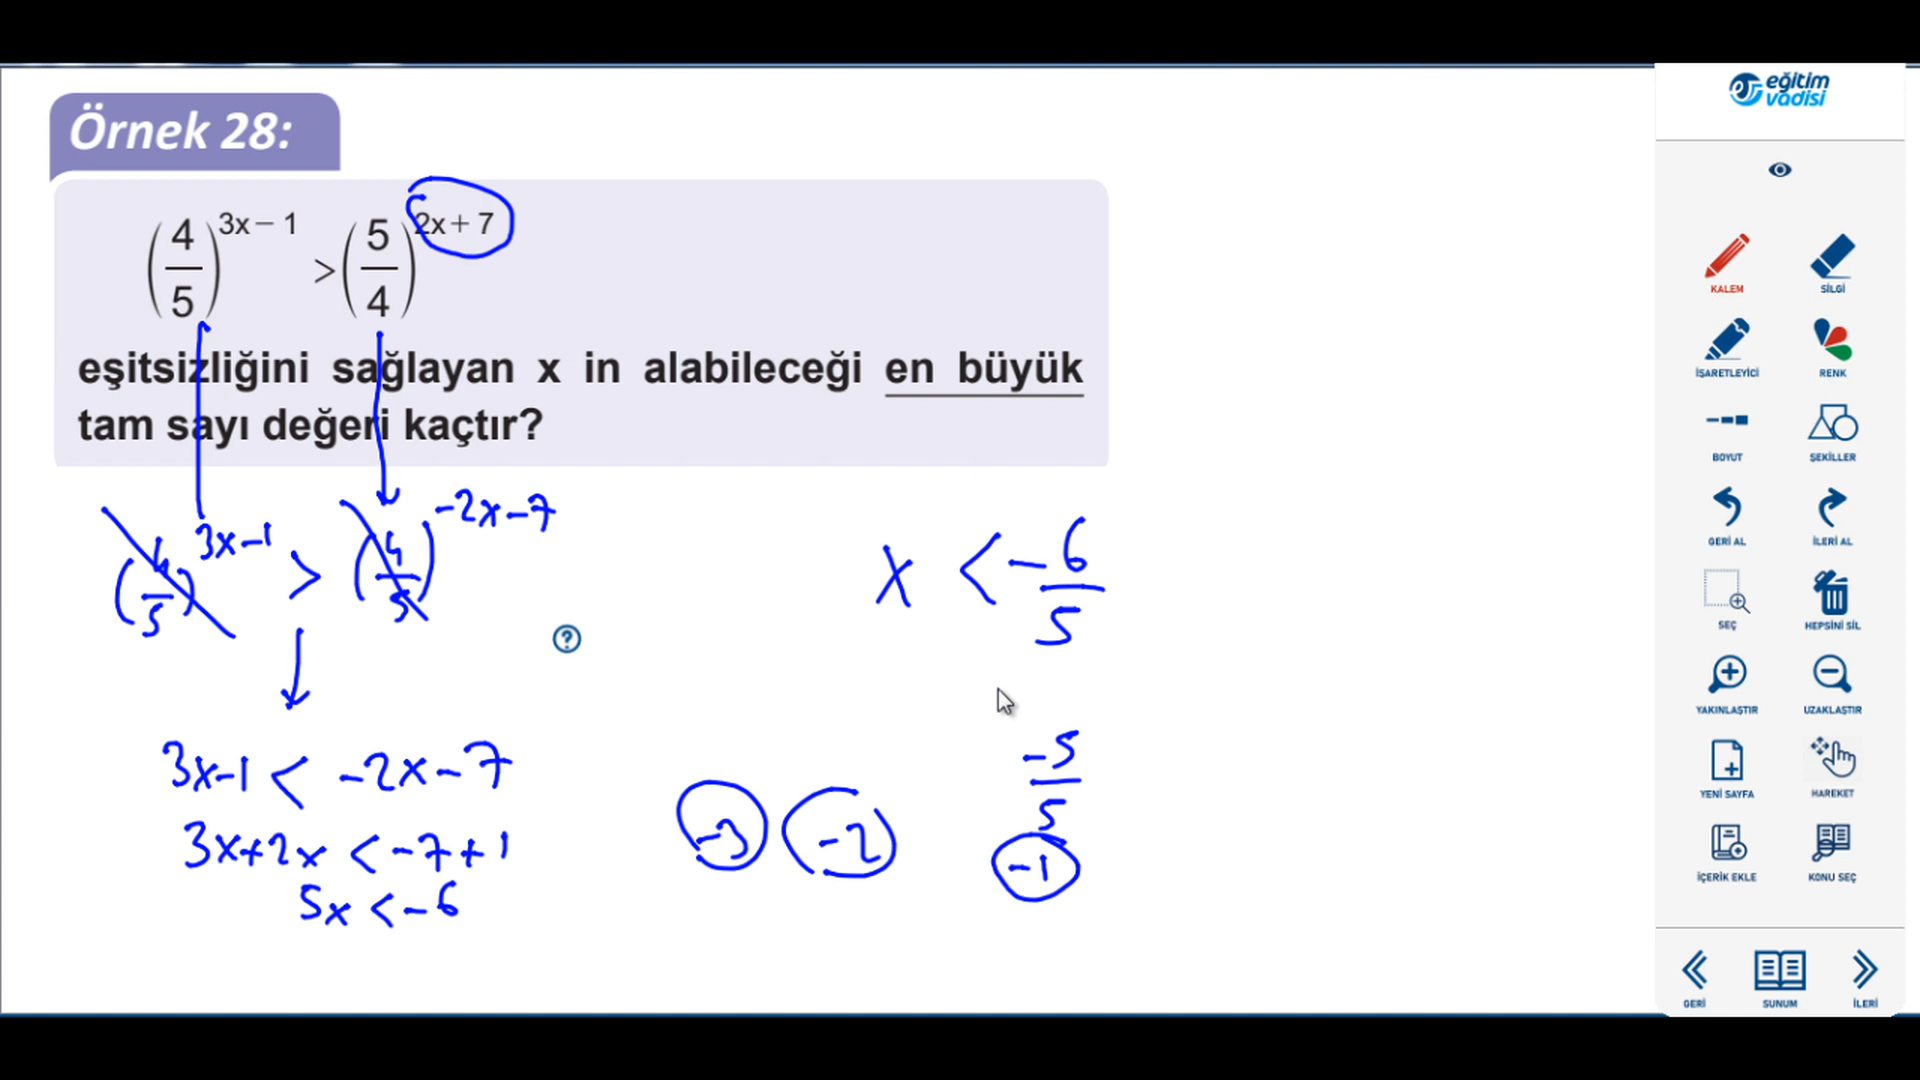 Örnek 28:
(4/5)^(3x − 1) > (5/4)^(2x + 7)
eşitsizliğini sağlayan x in alabileceği en büyük
tam sayı değeri kaçtır?
(4/5)^(3x-1) > (4/5)^(-2x-7)
3x-1 < -2x-7
3x+2x < -7+1
5x < -6
x < -6/5
-3 -2
-5/5
-1
eğitim
vadisi
KALEM
SİLGİ
İŞARETLEYİCİ
RENK
BOYUT
ŞEKİLLER
GERİ AL
İLERİ AL
SEÇ
HEPSİNİ SİL
YAKINLAŞTIR
UZAKLAŞTIR
YENİ SAYFA
HAREKET
İÇERİK EKLE
KONU SEÇ
GERİ
SUNUM
İLERİ